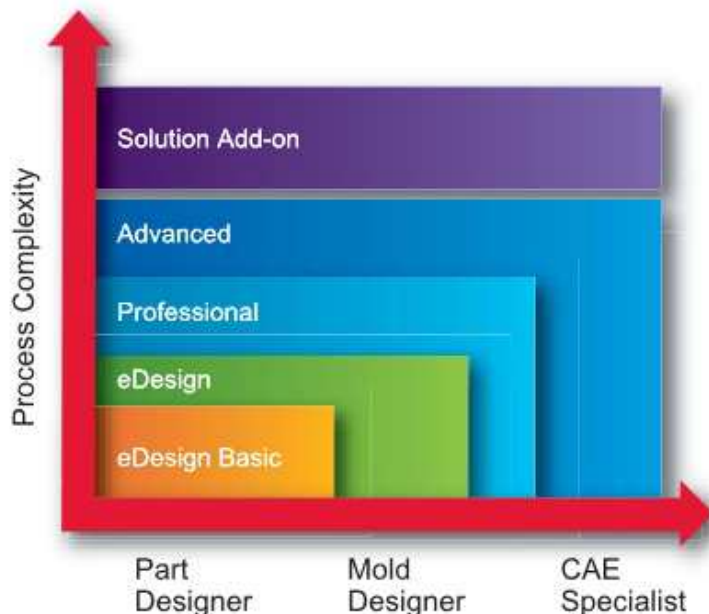 Process Complexity
Solution Add-on
Advanced
Professional
eDesign
eDesign Basic
Part
Designer
Mold
Designer
CAE
Specialist